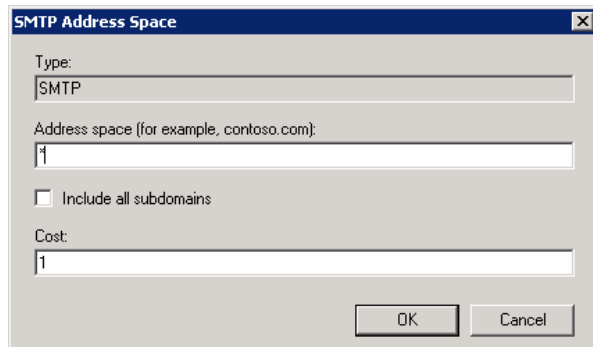 SMTP Address Space
Type:
SMTP
Address space (for example, contoso.com):
*
Include all subdomains
Cost:
1
OK Cancel